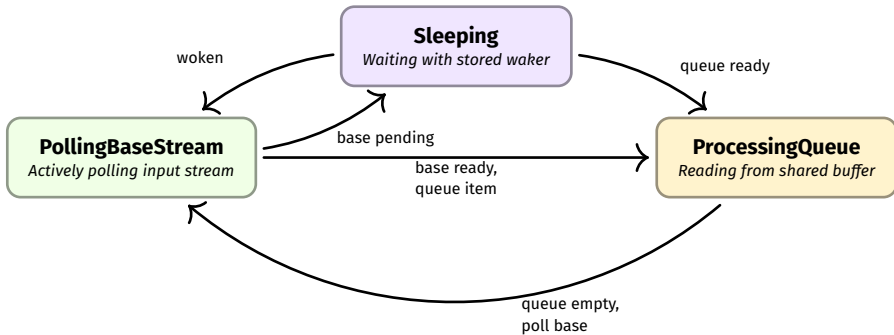 Sleeping
Waiting with stored waker
woken
queue ready
PollingBaseStream
Actively polling input stream
base pending
ProcessingQueue
Reading from shared buffer
base ready,
queue item
queue empty,
poll base